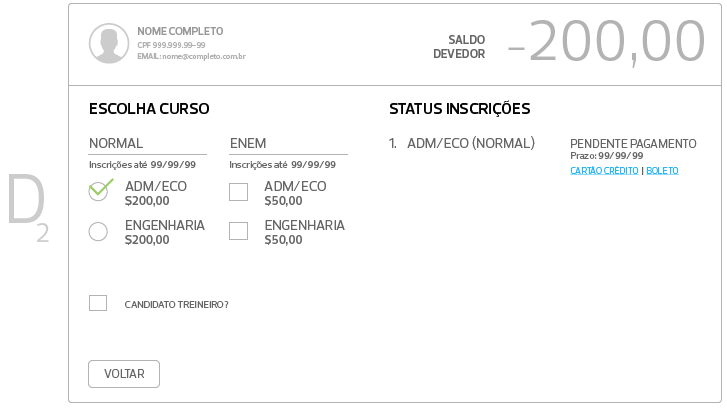 D2
NOME COMPLETO
CPF 999.999.99-99
EMAIL: nome@completo.com.br
SALDO
DEVEDOR
-200,00
ESCOLHA CURSO
NORMAL
Inscrições até 99/99/99
ADM/ECO
$200,00
ENGENHARIA
$200,00
ENEM
Inscrições até 99/99/99
ADM/ECO
$50,00
ENGENHARIA
$50,00
CANDIDATO TREINEIRO?
VOLTAR
STATUS INSCRIÇÕES
1. ADM/ECO (NORMAL)
PENDENTE PAGAMENTO
Prazo: 99/99/99
CARTÃO CRÉDITO | BOLETO